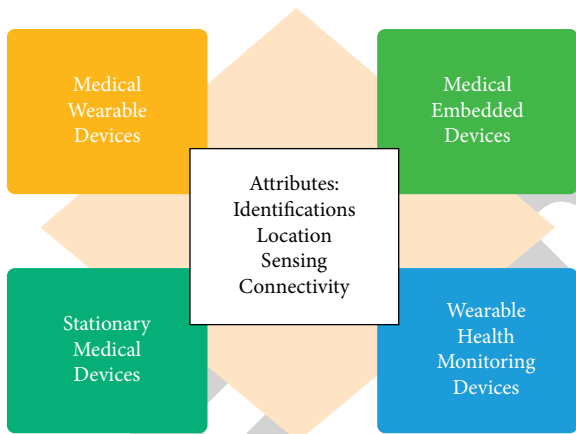 Medical
Wearable
Devices
Medical
Embedded
Devices
Attributes:
Identifications
Location
Sensing
Connectivity
Stationary
Medical
Devices
Wearable
Health
Monitoring
Devices